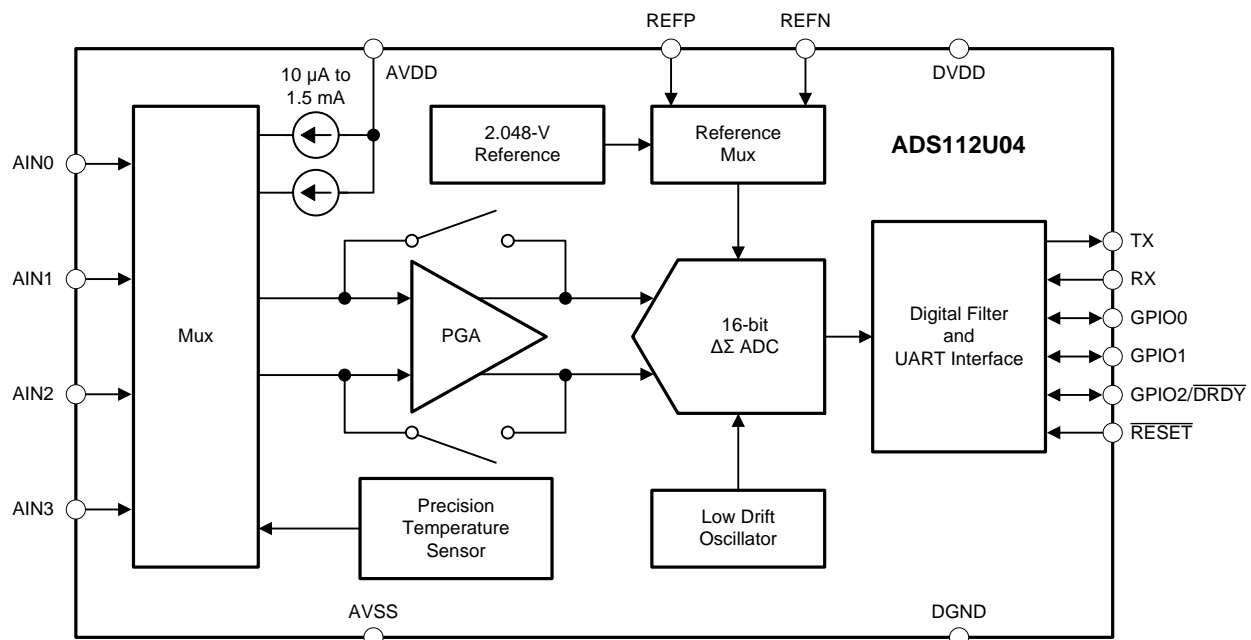 REFP
REFN
AVDD
DVDD
10 μA to
1.5 mA
2.048-V
Reference
Reference
Mux
ADS112U04
AIN0
AIN1
AIN2
AIN3
Mux
PGA
16-bit
ΔΣ ADC
Digital Filter
and
UART Interface
TX
RX
GPIO0
GPIO1
GPIO2/DRDY
RESET
Precision
Temperature
Sensor
Low Drift
Oscillator
AVSS
DGND